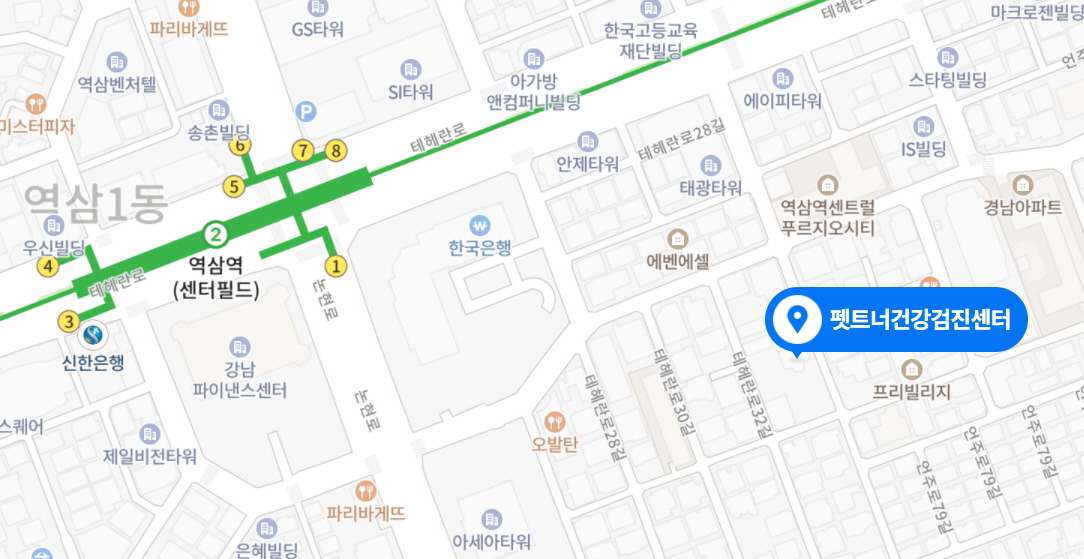 파리바게뜨
GS타워
한국고등교육
재단빌딩
테헤란로
마크로젠빌딩
역삼벤처텔
SI타워
아가방
앤컴퍼니빌딩
에이피타워
스타팅빌딩
언주
미스터피자
송촌빌딩
P
6
7
8
테헤란로
안제타워
테헤란로28길
태광타워
IS빌딩
역삼1동
5
우신빌딩
4
2
역삼역
(센터필드)
테헤란로
1
한국은행
에벤에셀
역삼역센트럴
푸르지오시티
경남아파트
3
신한은행
논현로
펫트너건강검진센터
강남
파이낸스센터
논현로
테헤란로28길
테헤란로30길
테헤란로32길
프리빌리지
스퀘어
제일비전타워
오발탄
언주로79길
언주로79길
언주로79길
파리바게뜨
은혜빌딩
아세아타워